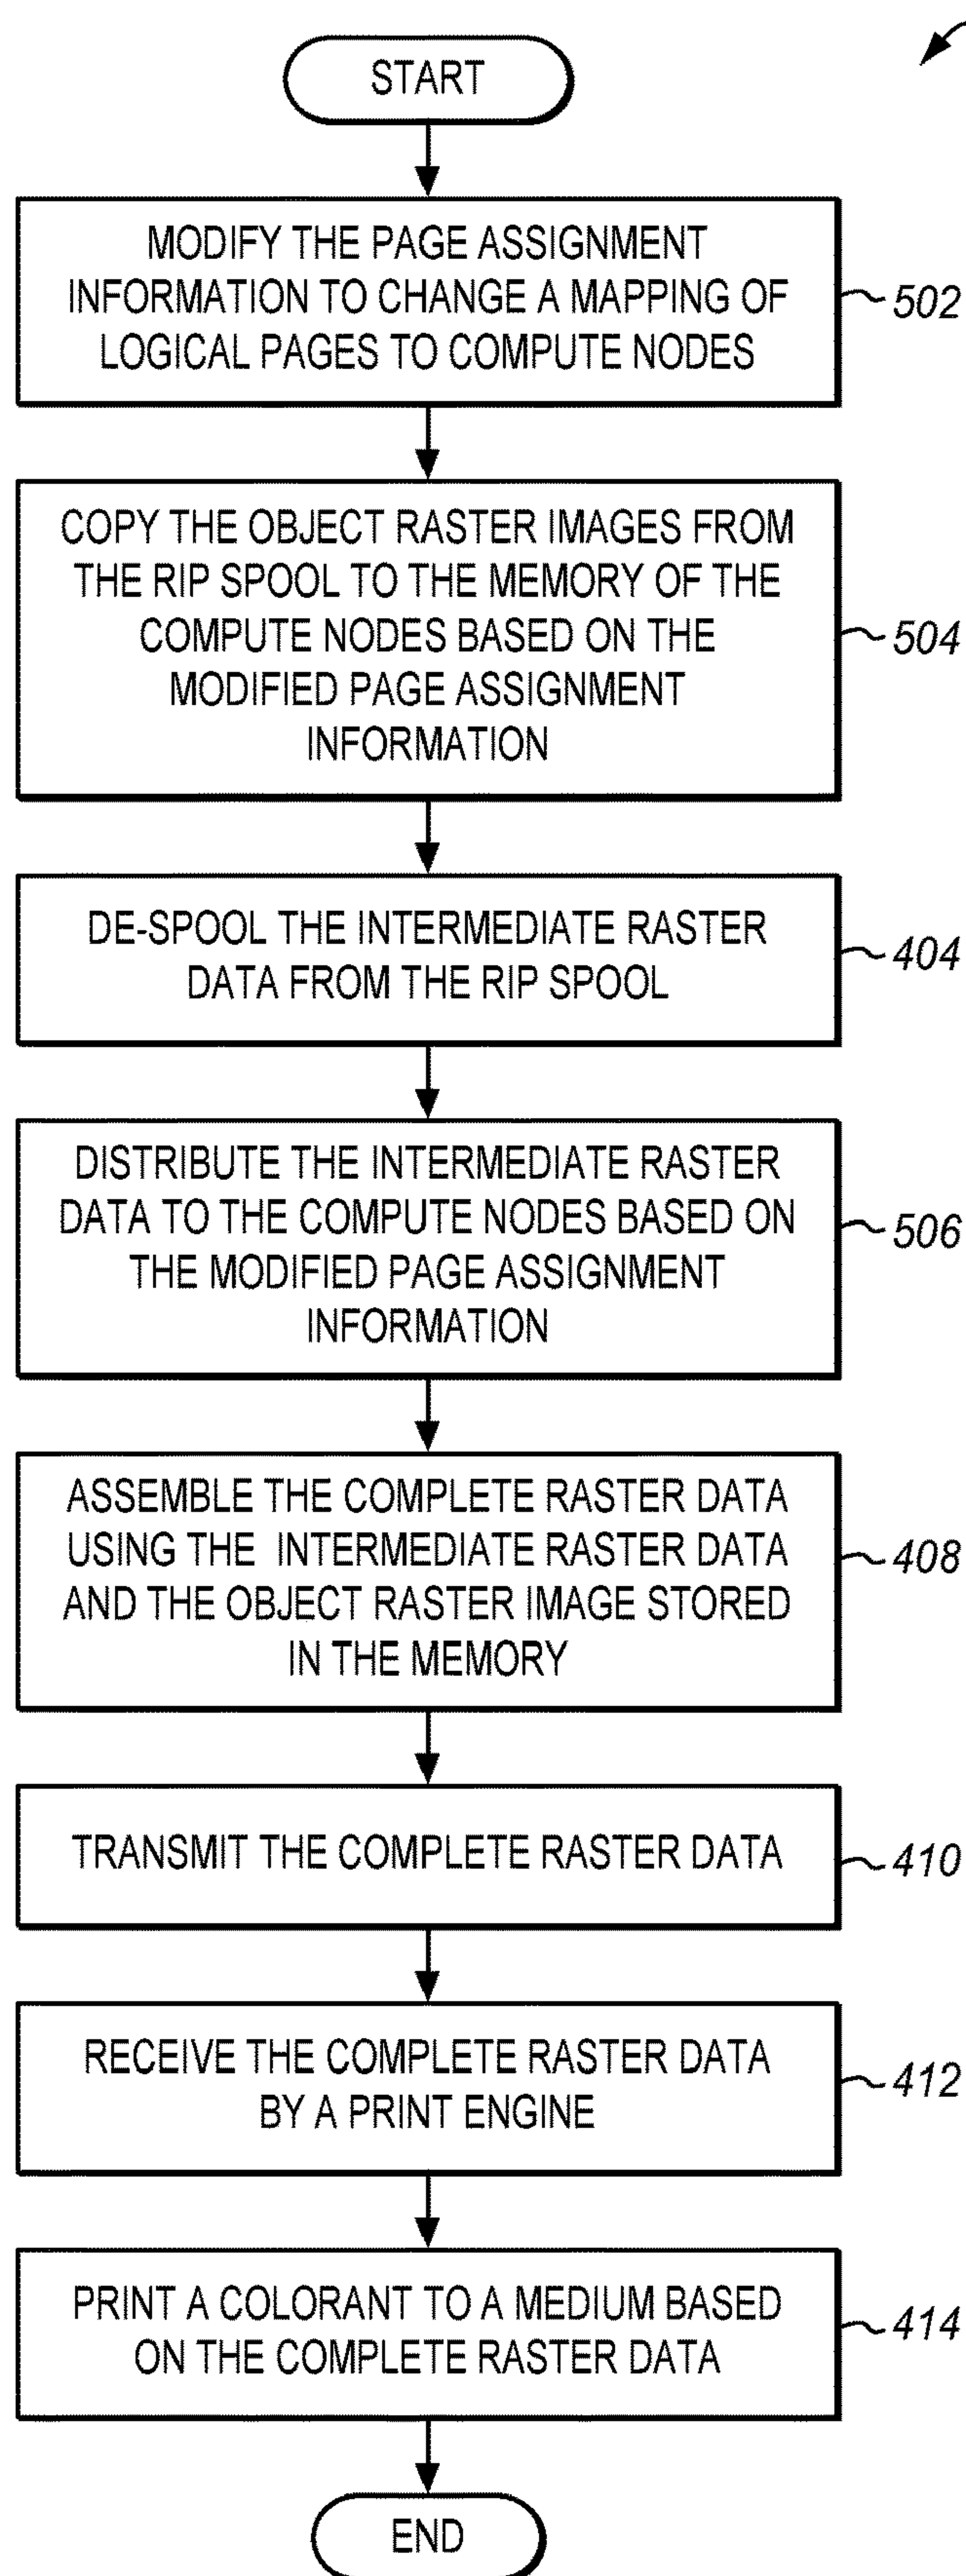 START
MODIFY THE PAGE ASSIGNMENT
INFORMATION TO CHANGE A MAPPING OF
LOGICAL PAGES TO COMPUTE NODES
502
COPY THE OBJECT RASTER IMAGES FROM
THE RIP SPOOL TO THE MEMORY OF THE
COMPUTE NODES BASED ON THE
MODIFIED PAGE ASSIGNMENT
INFORMATION
504
DE-SPOOL THE INTERMEDIATE RASTER
DATA FROM THE RIP SPOOL
404
DISTRIBUTE THE INTERMEDIATE RASTER
DATA TO THE COMPUTE NODES BASED ON
THE MODIFIED PAGE ASSIGNMENT
INFORMATION
506
ASSEMBLE THE COMPLETE RASTER DATA
USING THE INTERMEDIATE RASTER DATA
AND THE OBJECT RASTER IMAGE STORED
IN THE MEMORY
408
TRANSMIT THE COMPLETE RASTER DATA
410
RECEIVE THE COMPLETE RASTER DATA
BY A PRINT ENGINE
412
PRINT A COLORANT TO A MEDIUM BASED
ON THE COMPLETE RASTER DATA
414
END